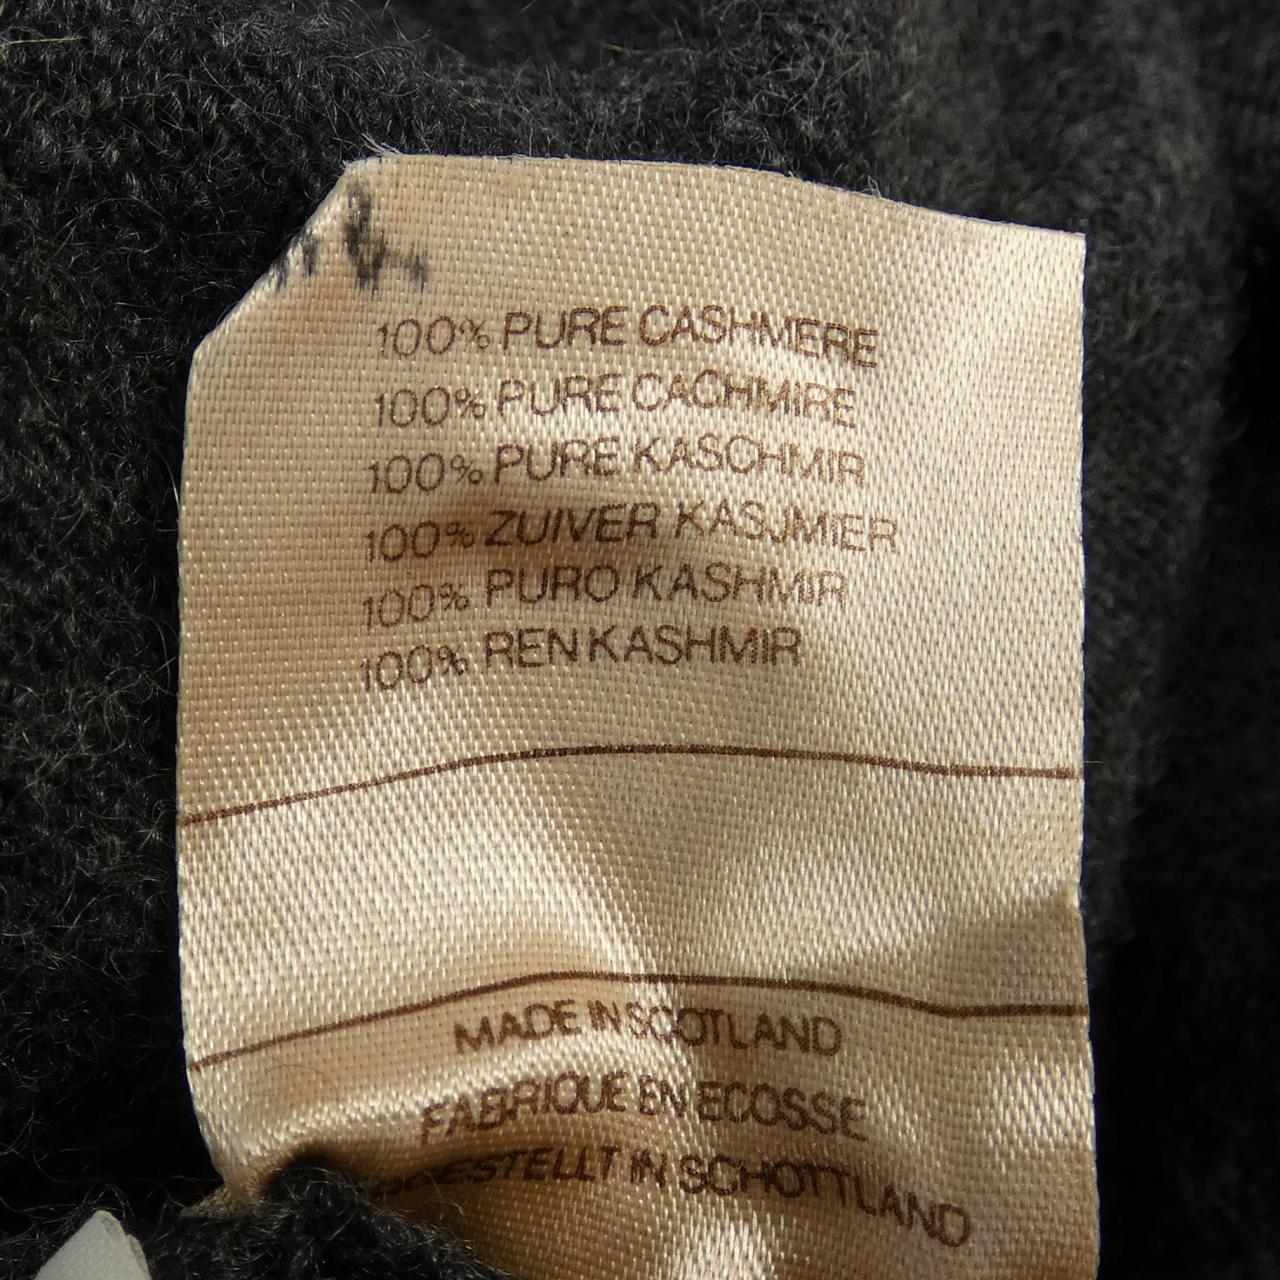 100% PURE CASHMERE
100% PURE CACHMIRE
100% PURE KASCHMIR
100% ZUIVER KASJMIER
100% PURO KASHMIR
100% REN KASHMIR
MADE IN SCOTLAND
FABRIQUE EN ECOSSE
IN SCHOTTLAND